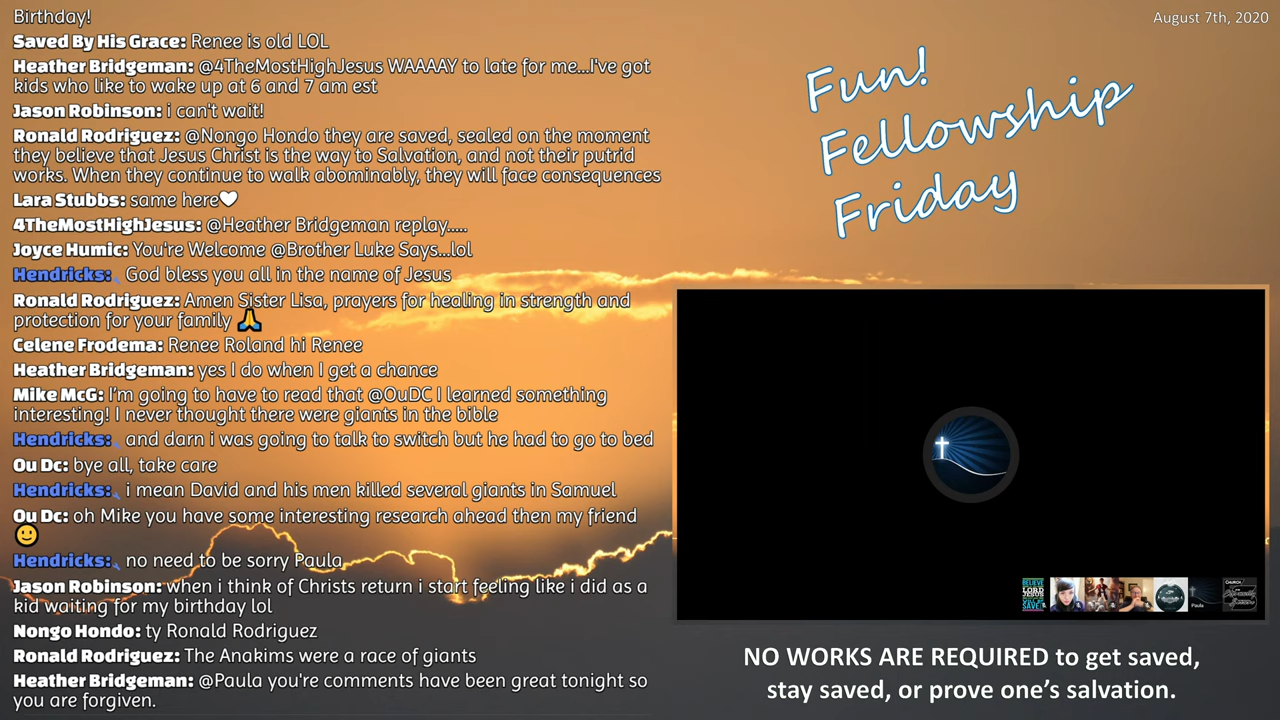 Birthday!
Saved By His Grace: Renee is old LOL
Heather Bridgeman: @4TheMostHighJesus WAAAAY to late for me...I've got
kids who like to wake up at 6 and 7 am est
Jason Robinson: i can't wait!
Ronald Rodriguez: @Nongo Hondo they are saved, sealed on the moment
they believe that Jesus Christ is the way to Salvation, and not their putrid
works. When they continue to walk abominably, they will face consequences
Lara Stubbs: same here🤍
4TheMostHighJesus: @Heather Bridgeman replay.....
Joyce Humic: You're Welcome @Brother Luke Says...lol
Hendricks: God bless you all in the name of Jesus
Ronald Rodriguez: Amen Sister Lisa, prayers for healing in strength and
protection for your family 🙏
Celene Frodema: Renee Roland hi Renee
Heather Bridgeman: yes I do when I get a chance
Mike McG: I'm going to have to read that @OuDC I learned something
interesting! I never thought there were giants in the bible
Hendricks: and darn i was going to talk to switch but he had to go to bed
Ou Dc: bye all, take care
Hendricks: i mean David and his men killed several giants in Samuel
Ou Dc: oh Mike you have some interesting research ahead then my friend
🙂
Hendricks: no need to be sorry Paula
Jason Robinson: when i think of Christs return i start feeling like i did as a
kid waiting for my birthday lol
Nongo Hondo: ty Ronald Rodriguez
Ronald Rodriguez: The Anakims were a race of giants
Heather Bridgeman: @Paula you're comments have been great tonight so
you are forgiven.
August 7th, 2020
Fun!
Fellowship
Friday
BELIEVE
LORD
JESUS
SAVED
Paula
CHURCH
NO WORKS ARE REQUIRED to get saved,
stay saved, or prove one's salvation.